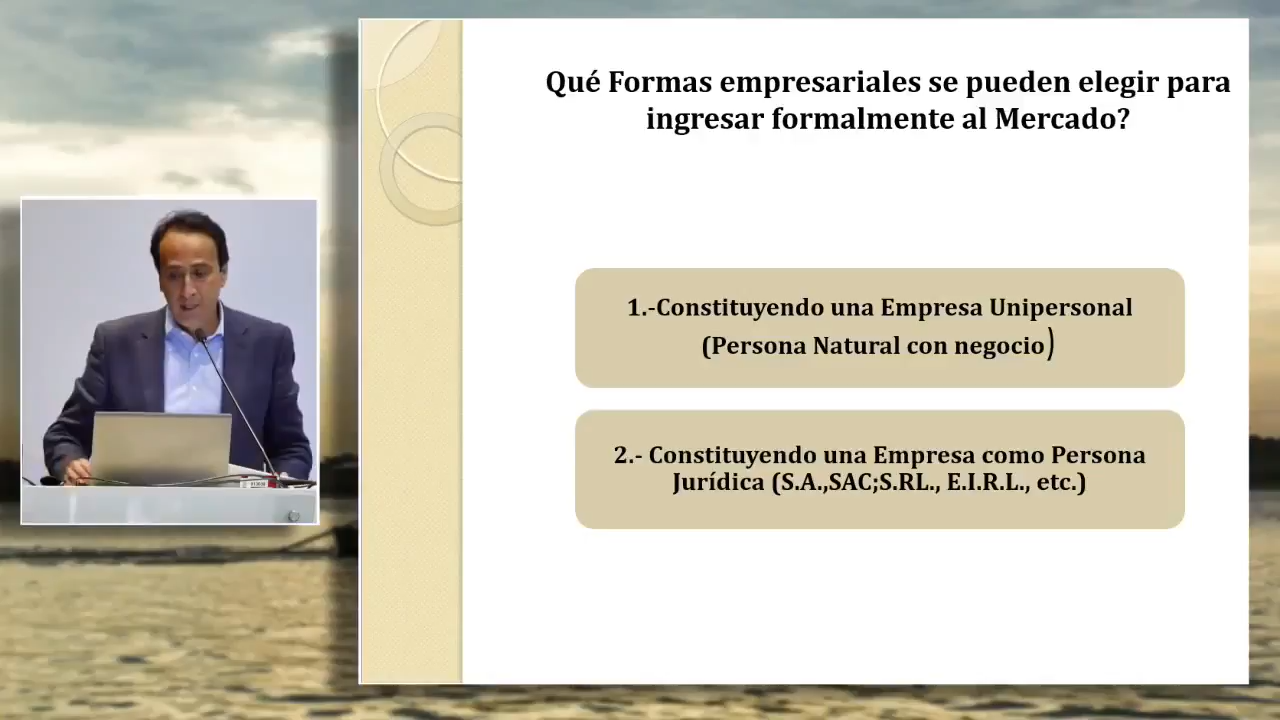 Qué Formas empresariales se pueden elegir para
ingresar formalmente al Mercado?
1.-Constituyendo una Empresa Unipersonal
(Persona Natural con negocio)
2.- Constituyendo una Empresa como Persona
Jurídica (S.A.,SAC;S.RL., E.I.R.L., etc.)